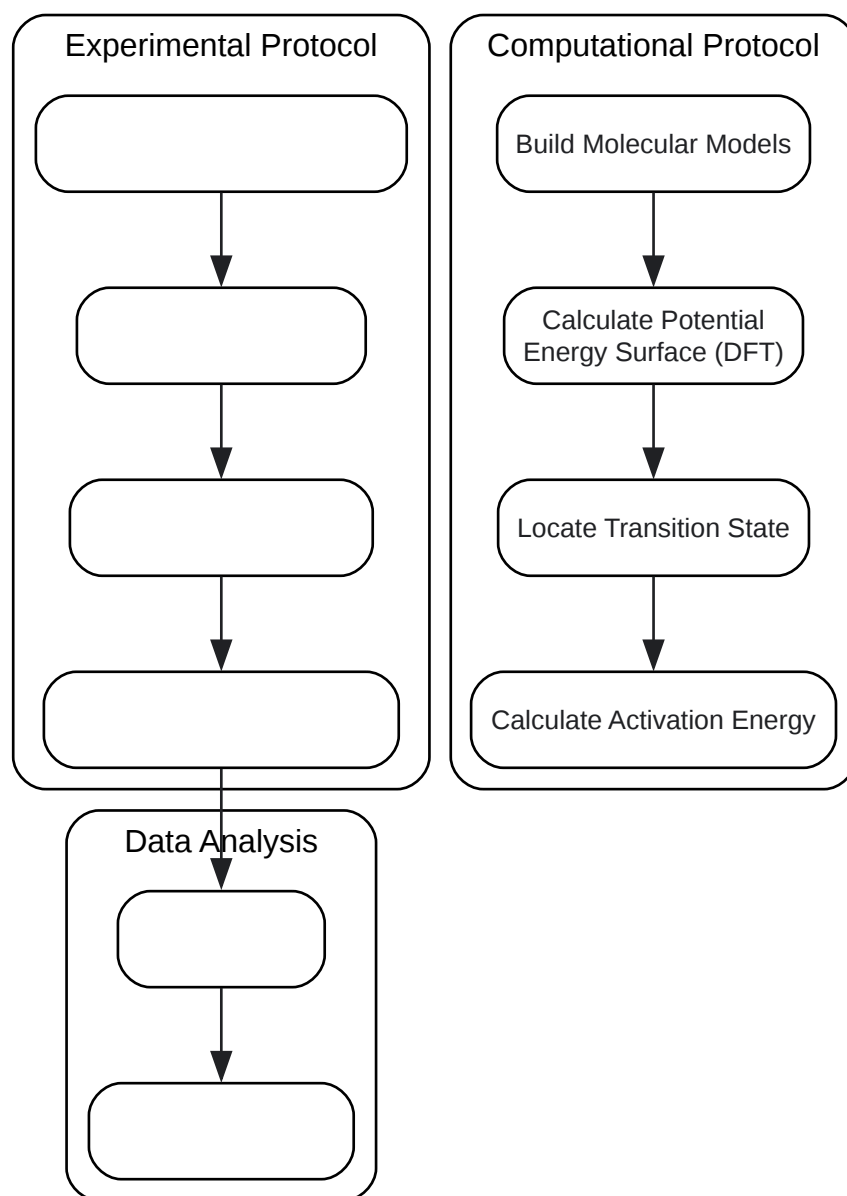 Experimental Protocol
Computational Protocol
Build Molecular Models
Calculate Potential
Energy Surface (DFT)
Locate Transition State
Calculate Activation Energy
Data Analysis